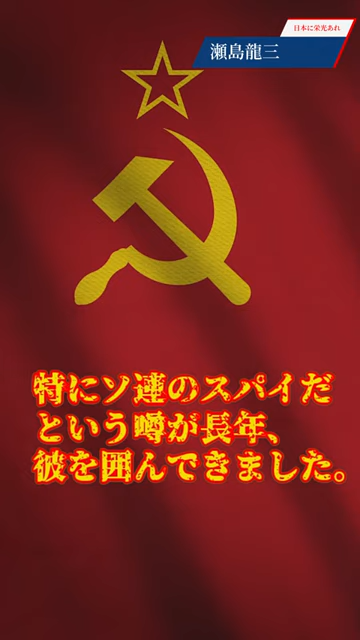 日本に栄光あれ
瀬島龍三
特にソ連のスパイだ
という噂が長年、
彼を囲んできました。